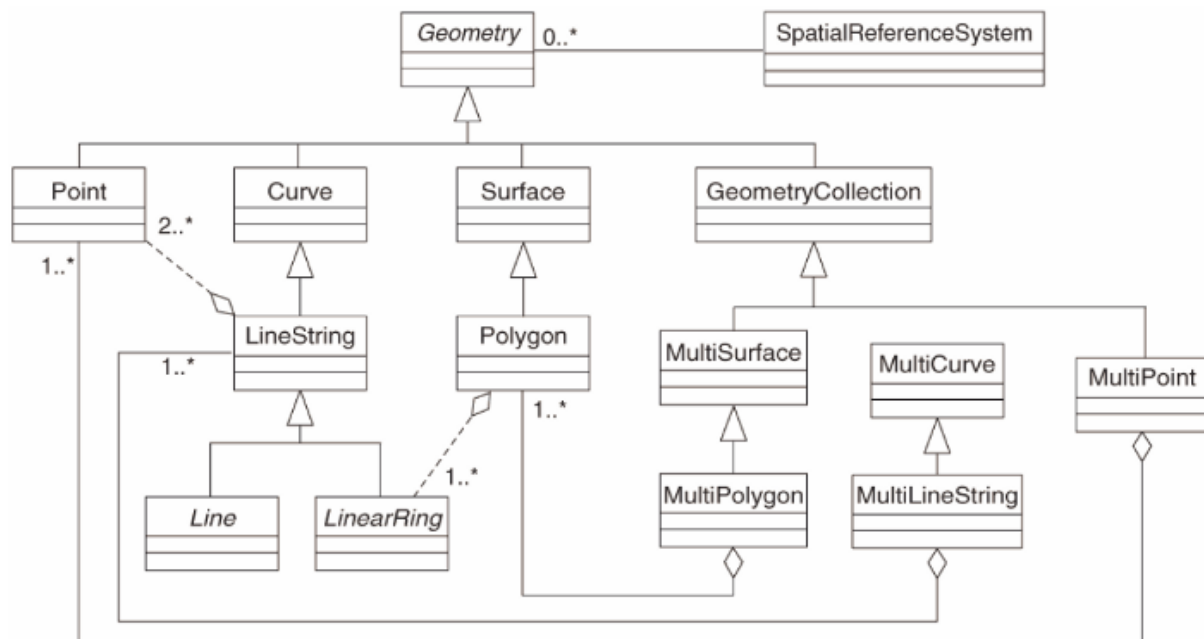 Geometry
0..*
SpatialReferenceSystem
Point
Curve
Surface
GeometryCollection
2..*
1..*
LineString
Polygon
MultiSurface
MultiCurve
MultiPoint
1..*
1..*
1..*
Line
LinearRing
MultiPolygon
MultiLineString